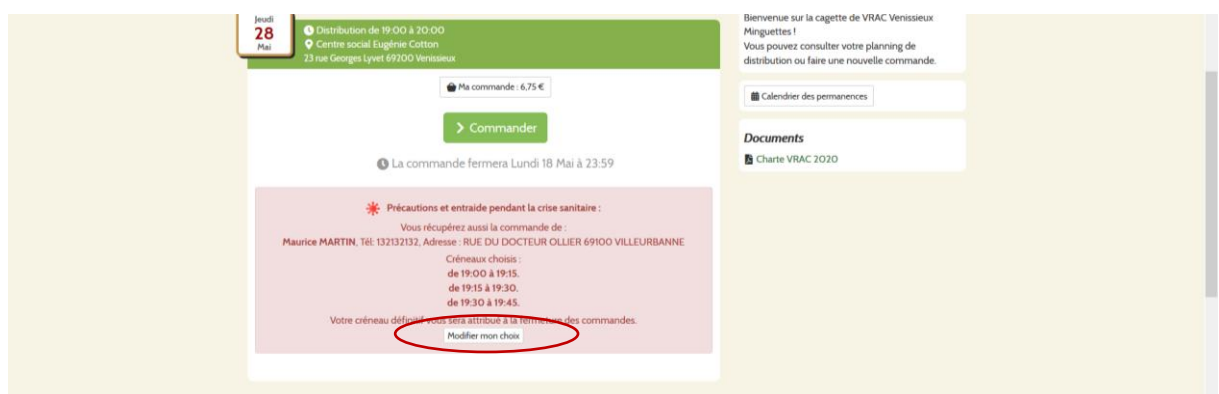 Jeudi
28
Mai
Distribution de 19:00 à 20:00
Centre social Eugénie Cotton
23 rue Georges Lyvet 69200 Venissieux
Ma commande : 6,75 €
Commander
La commande fermera Lundi 18 Mai à 23:59
Précautions et entraide pendant la crise sanitaire :
Vous récupérez aussi la commande de :
Maurice MARTIN, Tél: 132132132, Adresse : RUE DU DOCTEUR OLLIER 69100 VILLEURBANNE
Créneaux choisis :
de 19:00 à 19:15.
de 19:15 à 19:30.
de 19:30 à 19:45.
Votre créneau définitif vous sera attribué à la fermeture des commandes.
Modifier mon choix
Bienvenue sur la cagette de VRAC Venissieux
Minguettes !
Vous pouvez consulter votre planning de
distribution ou faire une nouvelle commande.
Calendrier des permanences
Documents
Charte VRAC 2020